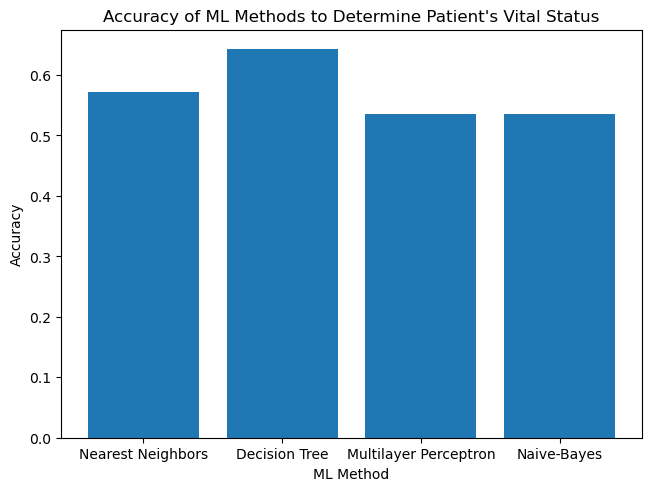 Accuracy of ML Methods to Determine Patient's Vital Status
Accuracy
0.6
0.5
0.4
0.3
0.2
0.1
0.0
Nearest Neighbors Decision Tree Multilayer Perceptron Naive-Bayes
ML Method